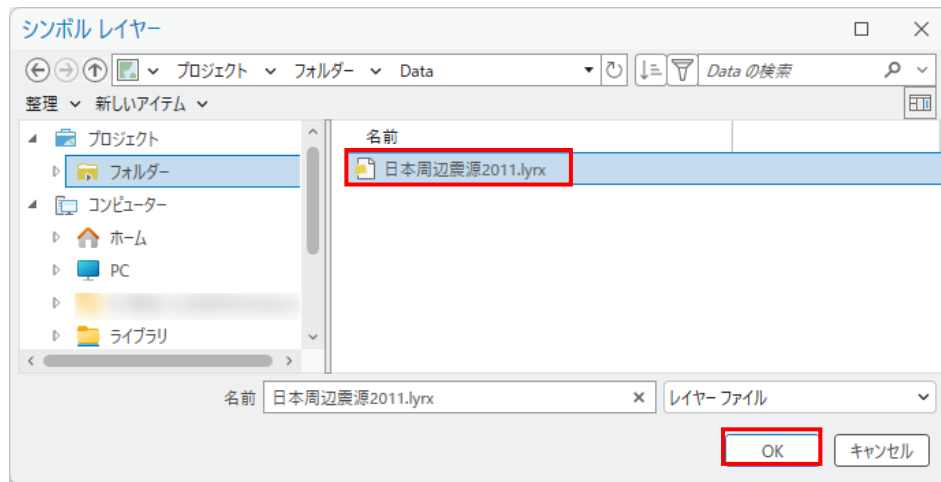 シンボル レイヤー
プロジェクト フォルダー Data
Data の検索
整理 新しいアイテム
プロジェクト
フォルダー
コンピューター
ホーム
PC
ライブラリ
名前
日本周辺震源2011.lyrx
名前 日本周辺震源2011.lyrx レイヤー ファイル
OK キャンセル